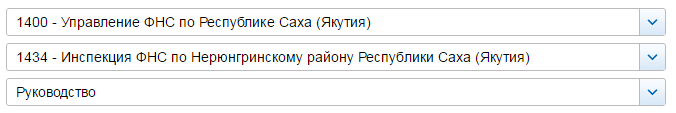 1400 - Управление ФНС по Республике Саха (Якутия)
1434 - Инспекция ФНС по Нерюнгринскому району Республики Саха (Якутия)
Руководство